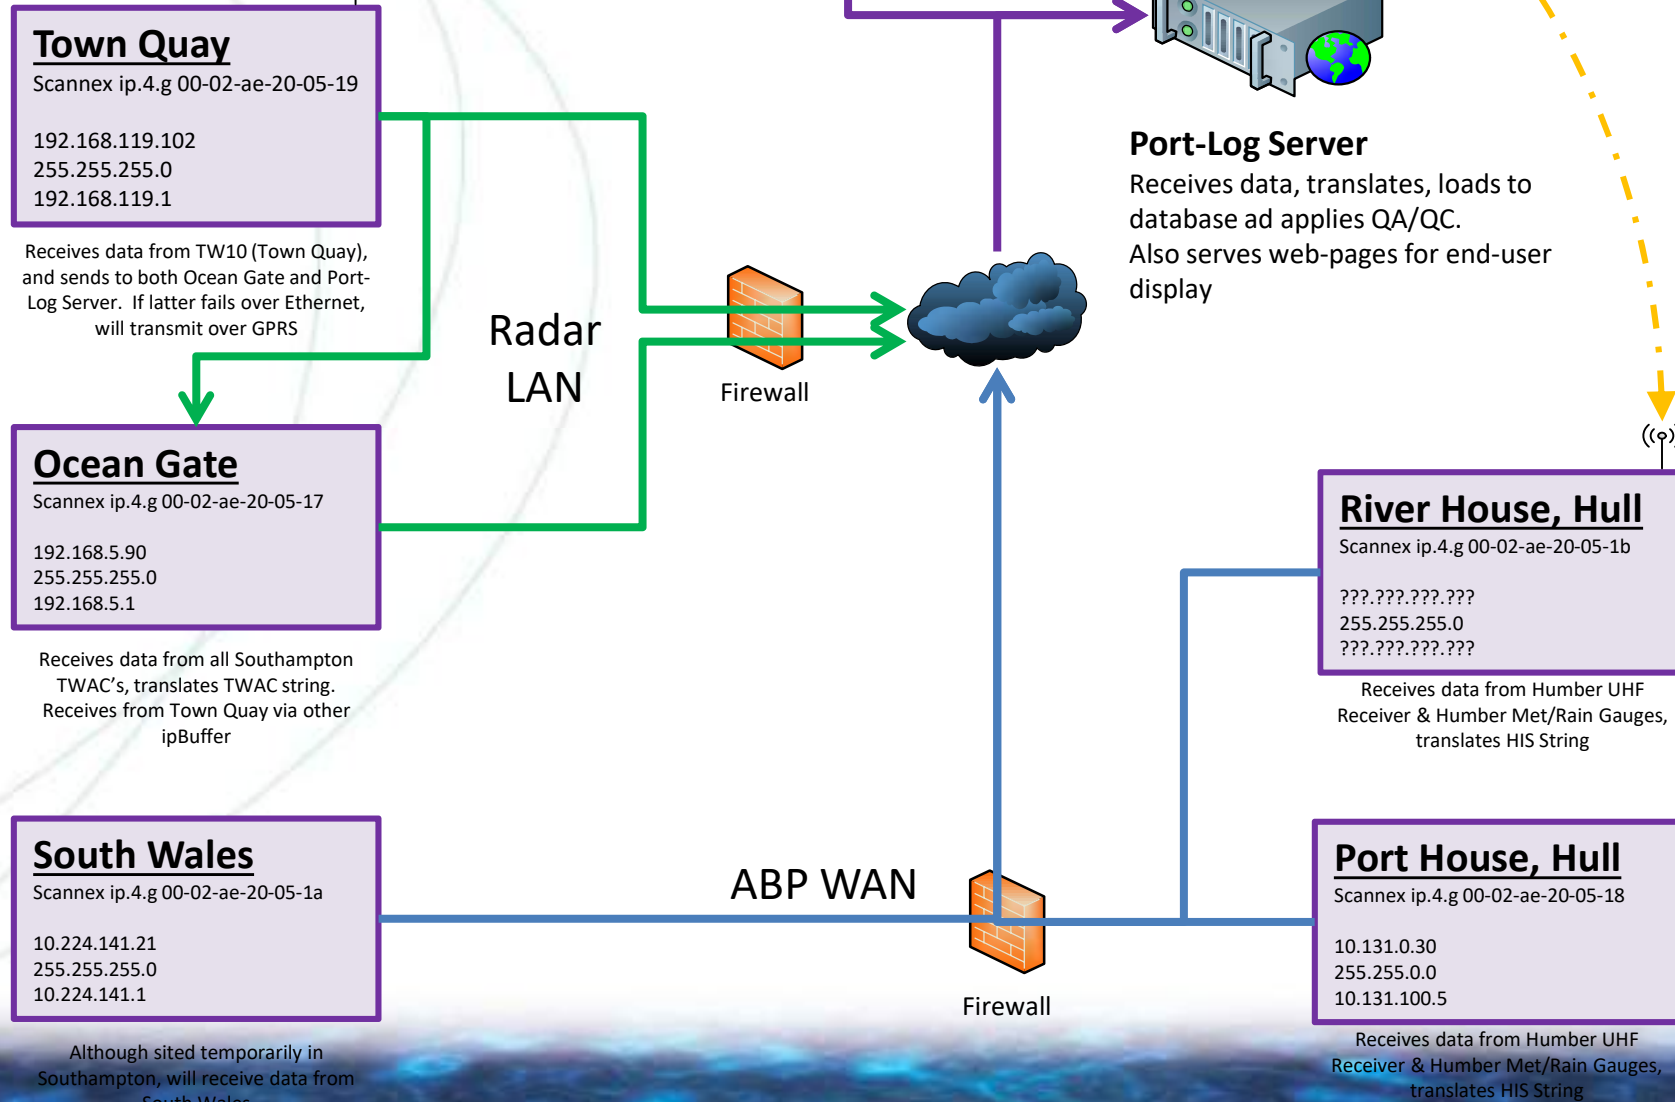 Town Quay
Scannex ip.4.g 00-02-ae-20-05-19
192.168.119.102
255.255.255.0
192.168.119.1
Receives data from TW10 (Town Quay),
and sends to both Ocean Gate and Port-
Log Server.  If latter fails over Ethernet,
will transmit over GPRS
Port-Log Server
Receives data, translates, loads to
database ad applies QA/QC.
Also serves web-pages for end-user
display
Radar
LAN
Firewall
Ocean Gate
Scannex ip.4.g 00-02-ae-20-05-17
192.168.5.90
255.255.255.0
192.168.5.1
Receives data from all Southampton
TWAC's, translates TWAC string.
Receives from Town Quay via other
ipBuffer
River House, Hull
Scannex ip.4.g 00-02-ae-20-05-1b
???.???.???.???
255.255.255.0
???.???.???.???
Receives data from Humber UHF
Receiver & Humber Met/Rain Gauges,
translates HIS String
South Wales
Scannex ip.4.g 00-02-ae-20-05-1a
10.224.141.21
255.255.255.0
10.224.141.1
Although sited temporarily in
Southampton, will receive data from
South Wales
ABP WAN
Firewall
Port House, Hull
Scannex ip.4.g 00-02-ae-20-05-18
10.131.0.30
255.255.0.0
10.131.100.5
Receives data from Humber UHF
Receiver & Humber Met/Rain Gauges,
translates HIS String